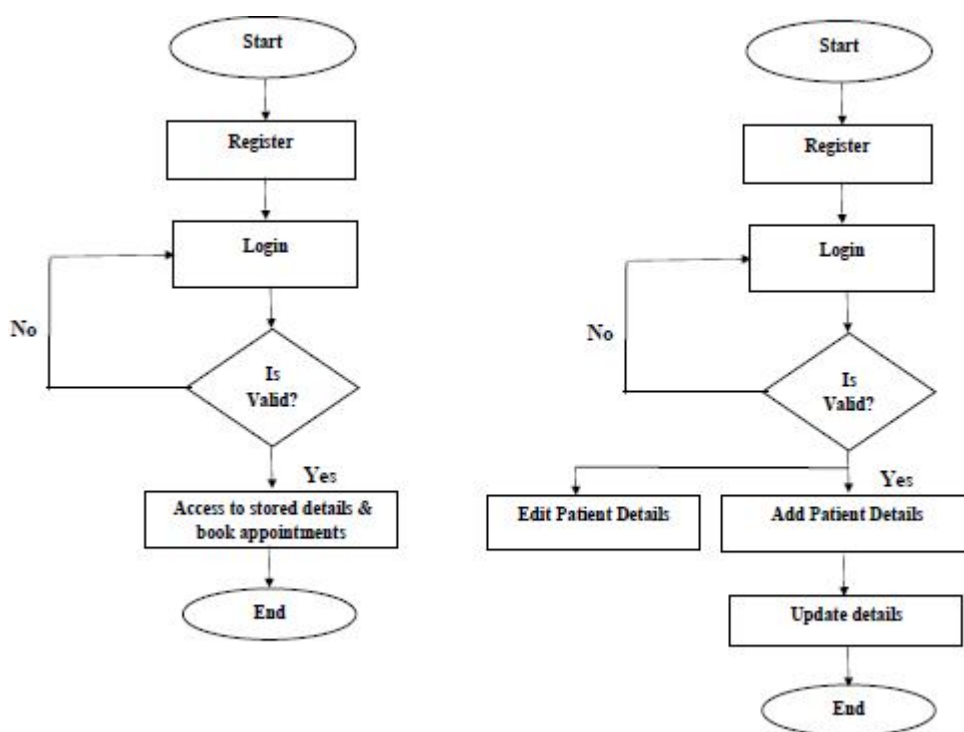 Start
Register
Login
No
Is
Valid?
Yes
Access to stored details &
book appointments
End
Start
Register
Login
No
Is
Valid?
Yes
Edit Patient Details
Add Patient Details
Update details
End